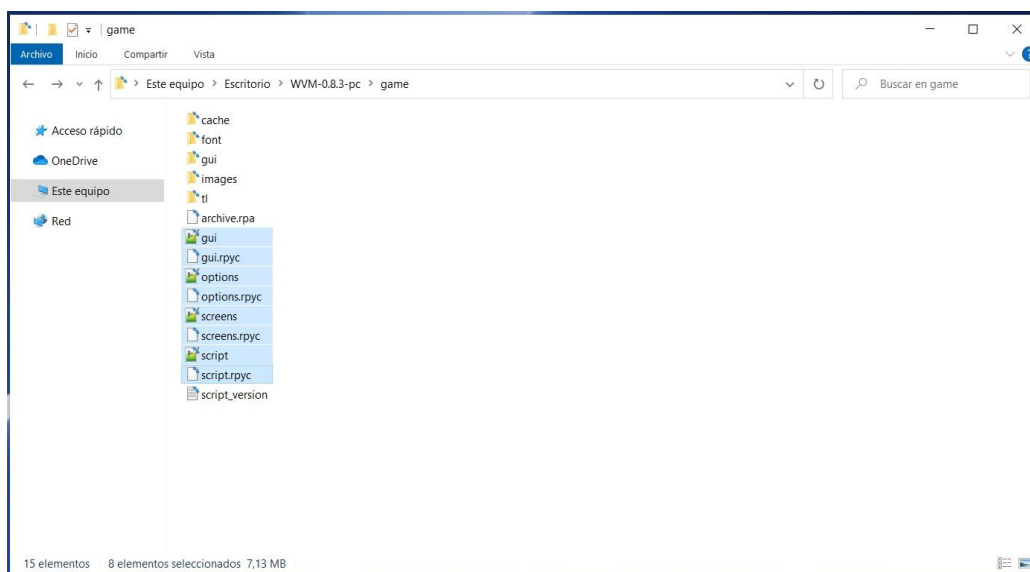 game
Archivo Inicio Compartir Vista
Este equipo > Escritorio > WVM-0.8.3-pc > game
Buscar en game
Acceso rápido
OneDrive
Este equipo
Red
cache
font
gui
images
tl
archive.rpa
gui
gui.rpyc
options
options.rpyc
screens
screens.rpyc
script
script.rpyc
script_version
15 elementos 8 elementos seleccionados 7,13 MB